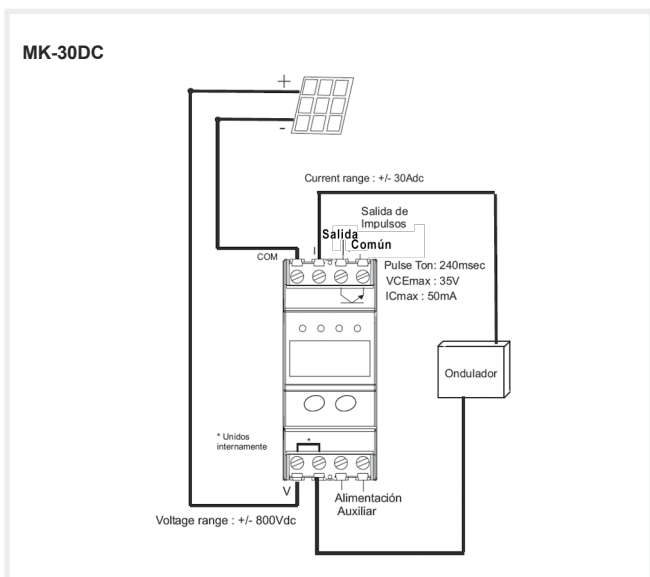 MK-30DC
+
-
Current range : +/- 30Adc
Salida de
Impulsos
Salida
Común
COM
I
Pulse Ton: 240msec
VCEmax : 35V
ICmax : 50mA
Ondulador
* Unidos
internamente
*
V
Alimentación
Auxiliar
Voltage range : +/- 800Vdc